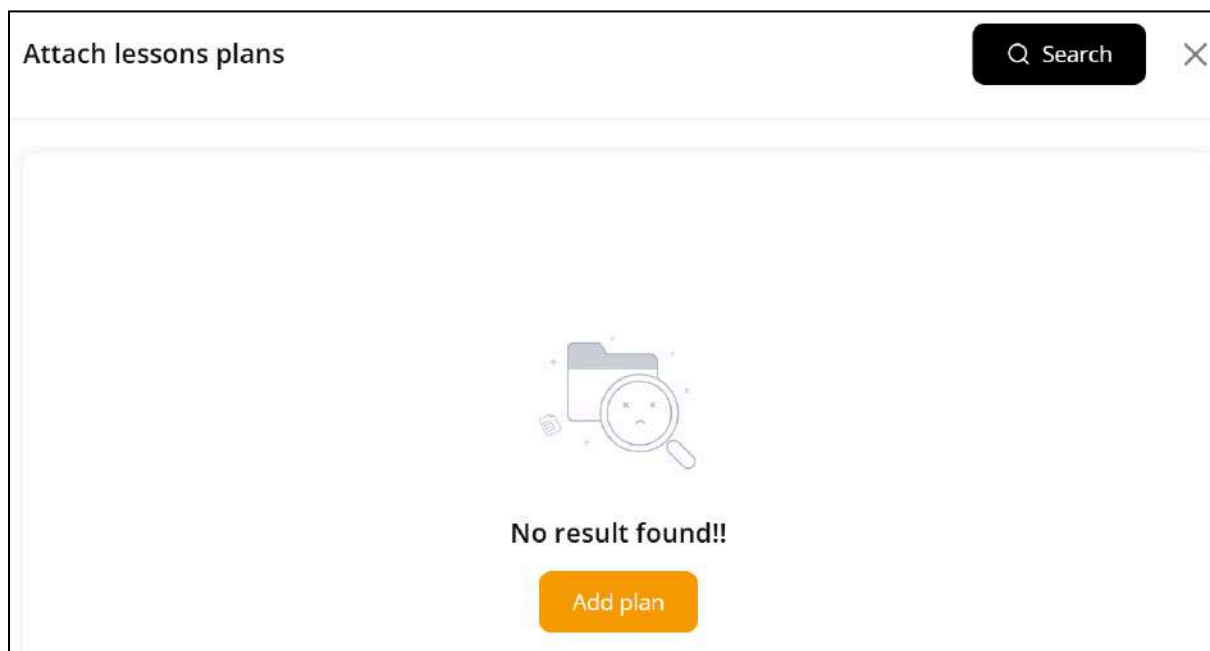 Attach lessons plans
Search
No result found!!
Add plan